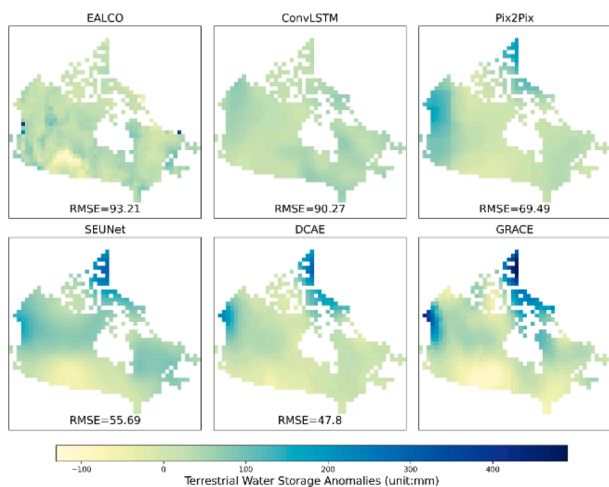 EALCO ConvLSTM Pix2Pix
RMSE=93.21 RMSE=90.27 RMSE=69.49
SEUNet DCAE GRACE
RMSE=55.69 RMSE=47.8
−100 0 100 200 300 400
Terrestrial Water Storage Anomalies (unit:mm)